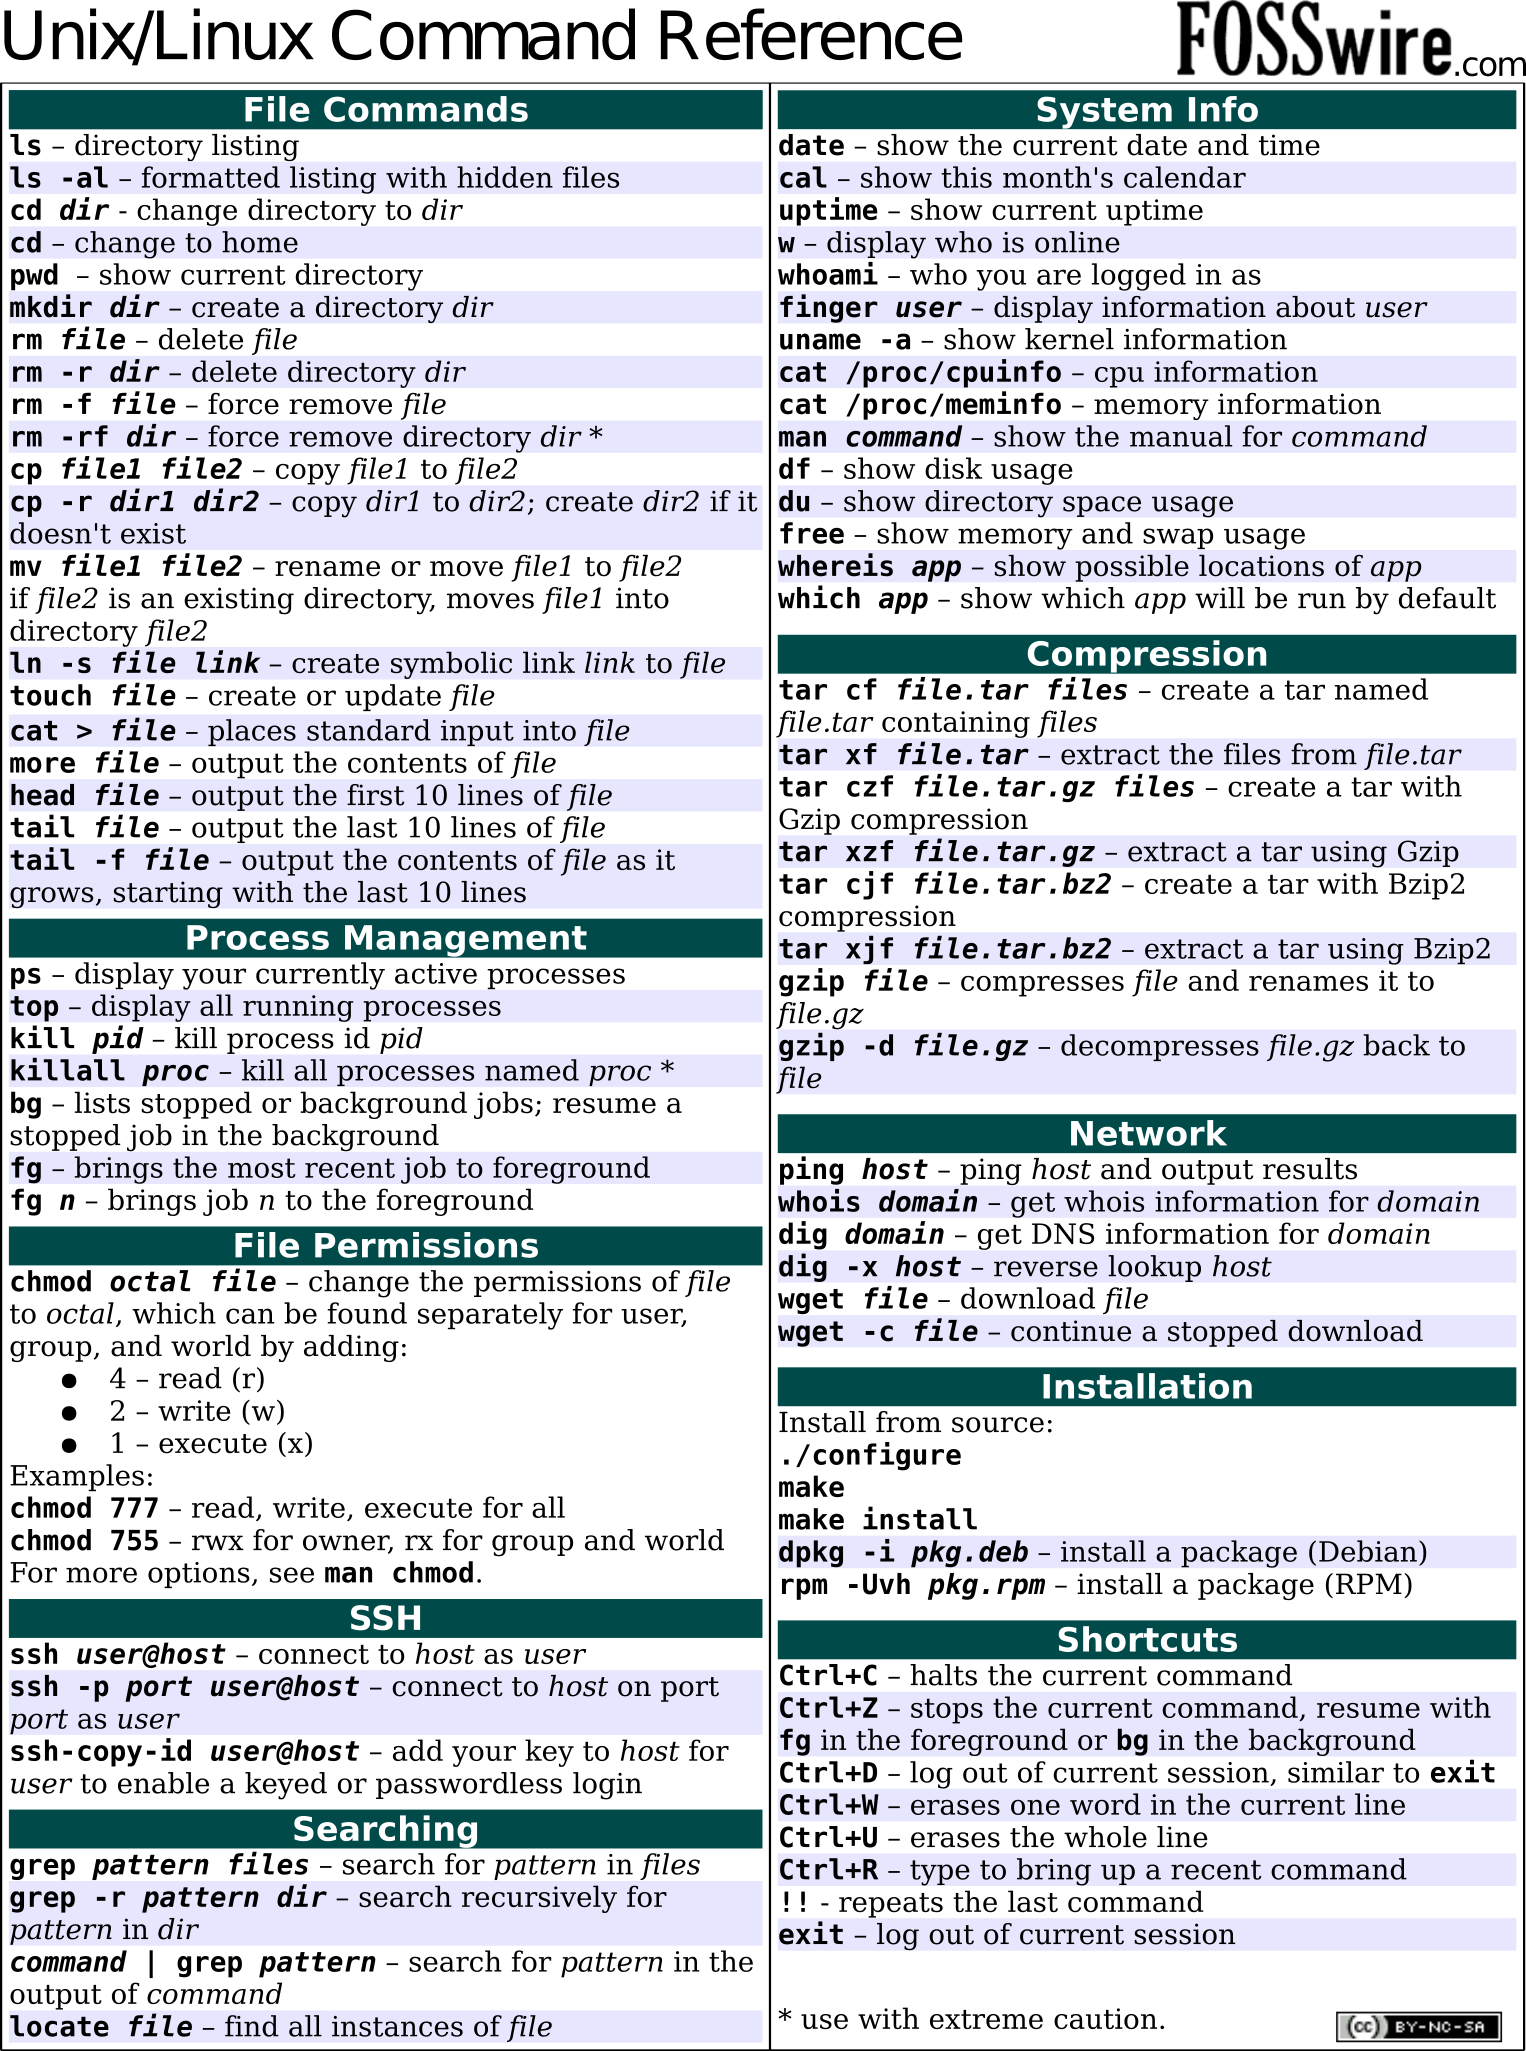 Unix/Linux Command Reference
FOSSwire.com
File Commands
ls – directory listing
ls -al – formatted listing with hidden files
cd dir - change directory to dir
cd – change to home
pwd – show current directory
mkdir dir – create a directory dir
rm file – delete file
rm -r dir – delete directory dir
rm -f file – force remove file
rm -rf dir – force remove directory dir *
cp file1 file2 – copy file1 to file2
cp -r dir1 dir2 – copy dir1 to dir2; create dir2 if it
doesn't exist
mv file1 file2 – rename or move file1 to file2
if file2 is an existing directory, moves file1 into
directory file2
ln -s file link – create symbolic link link to file
touch file – create or update file
cat > file – places standard input into file
more file – output the contents of file
head file – output the first 10 lines of file
tail file – output the last 10 lines of file
tail -f file – output the contents of file as it
grows, starting with the last 10 lines
Process Management
ps – display your currently active processes
top – display all running processes
kill pid – kill process id pid
killall proc – kill all processes named proc *
bg – lists stopped or background jobs; resume a
stopped job in the background
fg – brings the most recent job to foreground
fg n – brings job n to the foreground
File Permissions
chmod octal file – change the permissions of file
to octal, which can be found separately for user,
group, and world by adding:
● 4 – read (r)
● 2 – write (w)
● 1 – execute (x)
Examples:
chmod 777 – read, write, execute for all
chmod 755 – rwx for owner, rx for group and world
For more options, see man chmod.
SSH
ssh user@host – connect to host as user
ssh -p port user@host – connect to host on port
port as user
ssh-copy-id user@host – add your key to host for
user to enable a keyed or passwordless login
Searching
grep pattern files – search for pattern in files
grep -r pattern dir – search recursively for
pattern in dir
command | grep pattern – search for pattern in the
output of command
locate file – find all instances of file
System Info
date – show the current date and time
cal – show this month's calendar
uptime – show current uptime
w – display who is online
whoami – who you are logged in as
finger user – display information about user
uname -a – show kernel information
cat /proc/cpuinfo – cpu information
cat /proc/meminfo – memory information
man command – show the manual for command
df – show disk usage
du – show directory space usage
free – show memory and swap usage
whereis app – show possible locations of app
which app – show which app will be run by default
Compression
tar cf file.tar files – create a tar named
file.tar containing files
tar xf file.tar – extract the files from file.tar
tar czf file.tar.gz files – create a tar with
Gzip compression
tar xzf file.tar.gz – extract a tar using Gzip
tar cjf file.tar.bz2 – create a tar with Bzip2
compression
tar xjf file.tar.bz2 – extract a tar using Bzip2
gzip file – compresses file and renames it to
file.gz
gzip -d file.gz – decompresses file.gz back to
file
Network
ping host – ping host and output results
whois domain – get whois information for domain
dig domain – get DNS information for domain
dig -x host – reverse lookup host
wget file – download file
wget -c file – continue a stopped download
Installation
Install from source:
./configure
make
make install
dpkg -i pkg.deb – install a package (Debian)
rpm -Uvh pkg.rpm – install a package (RPM)
Shortcuts
Ctrl+C – halts the current command
Ctrl+Z – stops the current command, resume with
fg in the foreground or bg in the background
Ctrl+D – log out of current session, similar to exit
Ctrl+W – erases one word in the current line
Ctrl+U – erases the whole line
Ctrl+R – type to bring up a recent command
!! - repeats the last command
exit – log out of current session
* use with extreme caution.
(cc) BY-NC-SA